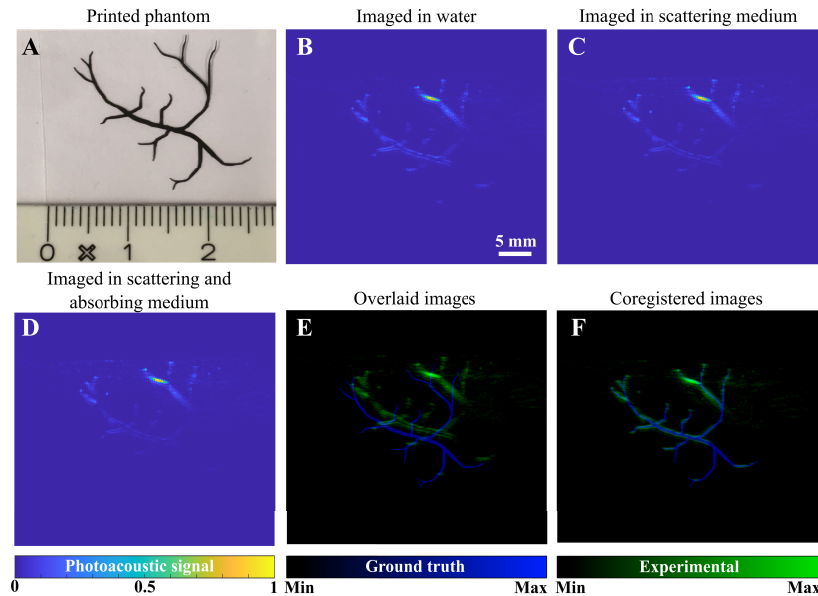 Printed phantom
Imaged in water
Imaged in scattering medium
A
B
C
0 1 2
5 mm
Imaged in scattering and
absorbing medium
Overlaid images
Coregistered images
D
E
F
Photoacoustic signal
Ground truth
Experimental
0 0.5 1
Min Max
Min Max